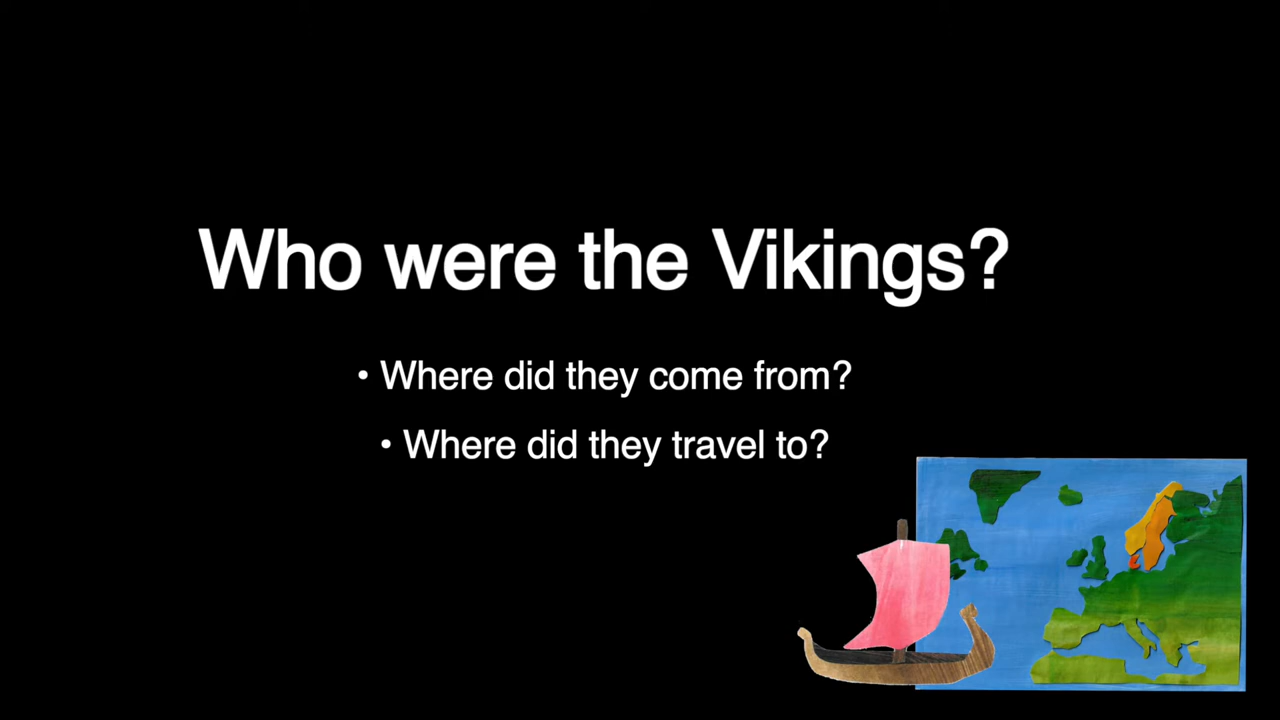 Who were the Vikings?
• Where did they come from?
• Where did they travel to?